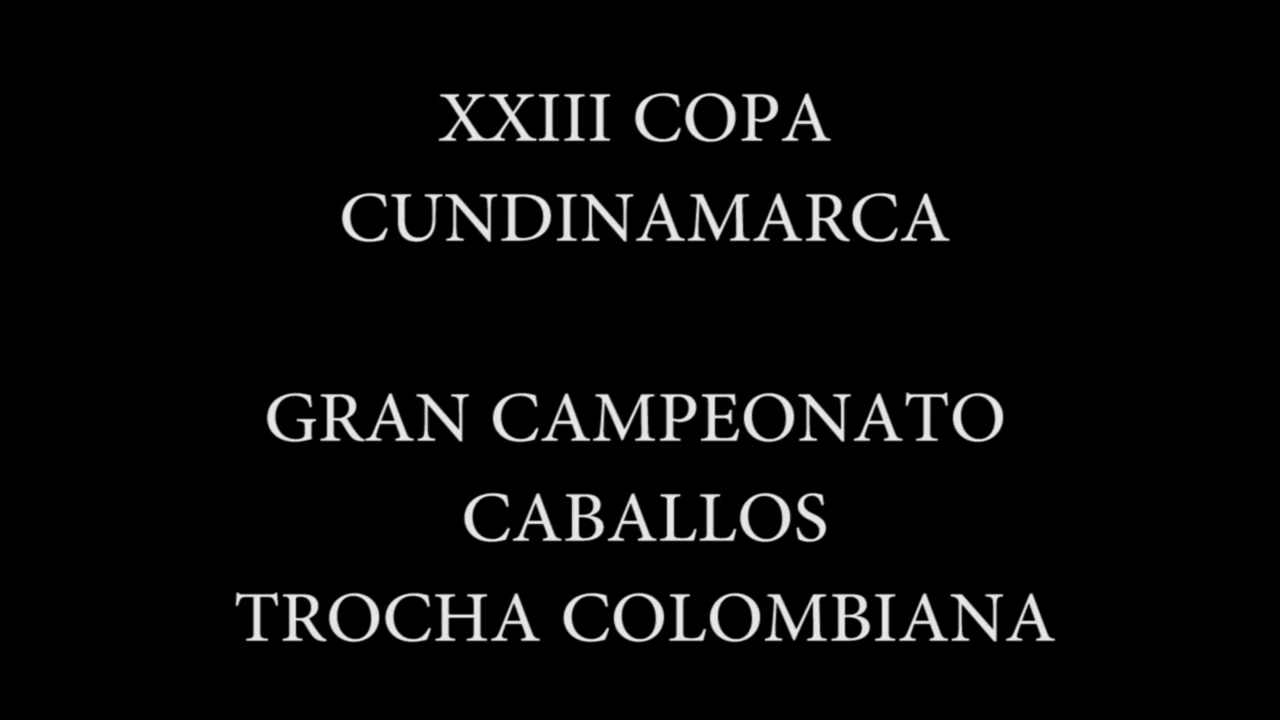 XXIII COPA
CUNDINAMARCA
GRAN CAMPEONATO
CABALLOS
TROCHA COLOMBIANA